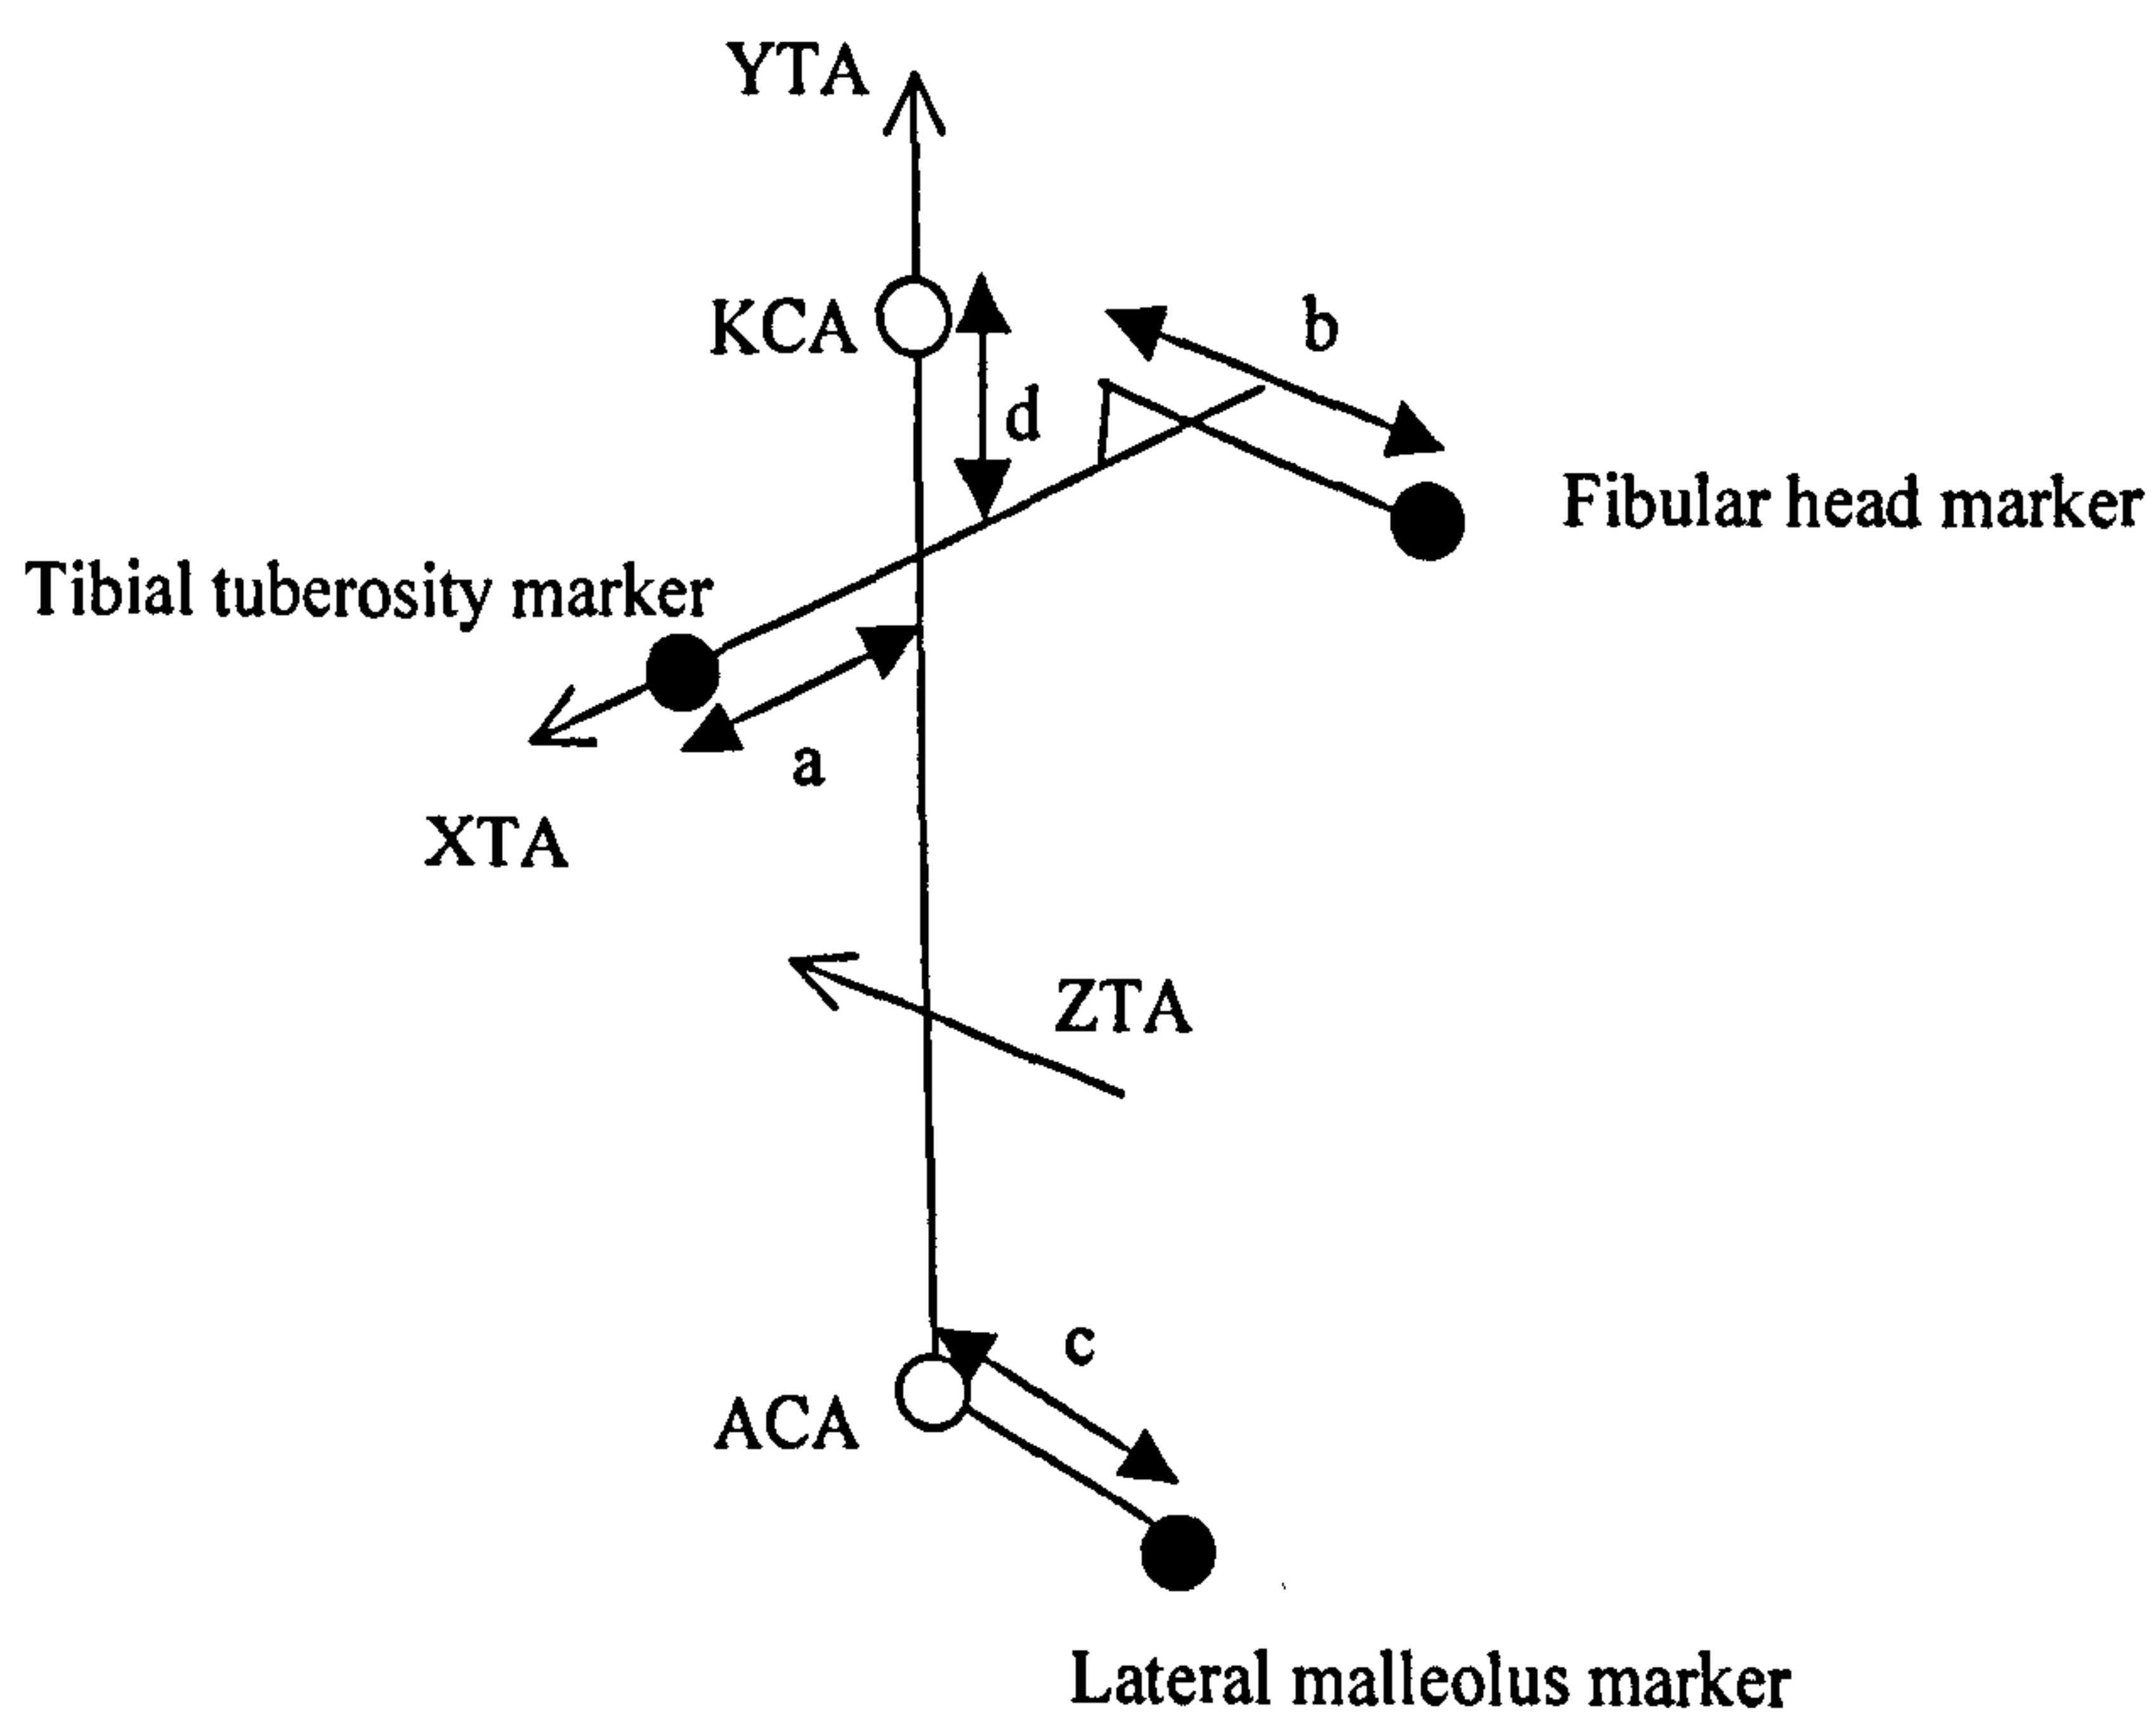 YTA
KCA
b
d
Fibular head marker
Tibial tuberosity marker
a
XTA
ZTA
c
ACA
Lateral malleolus marker